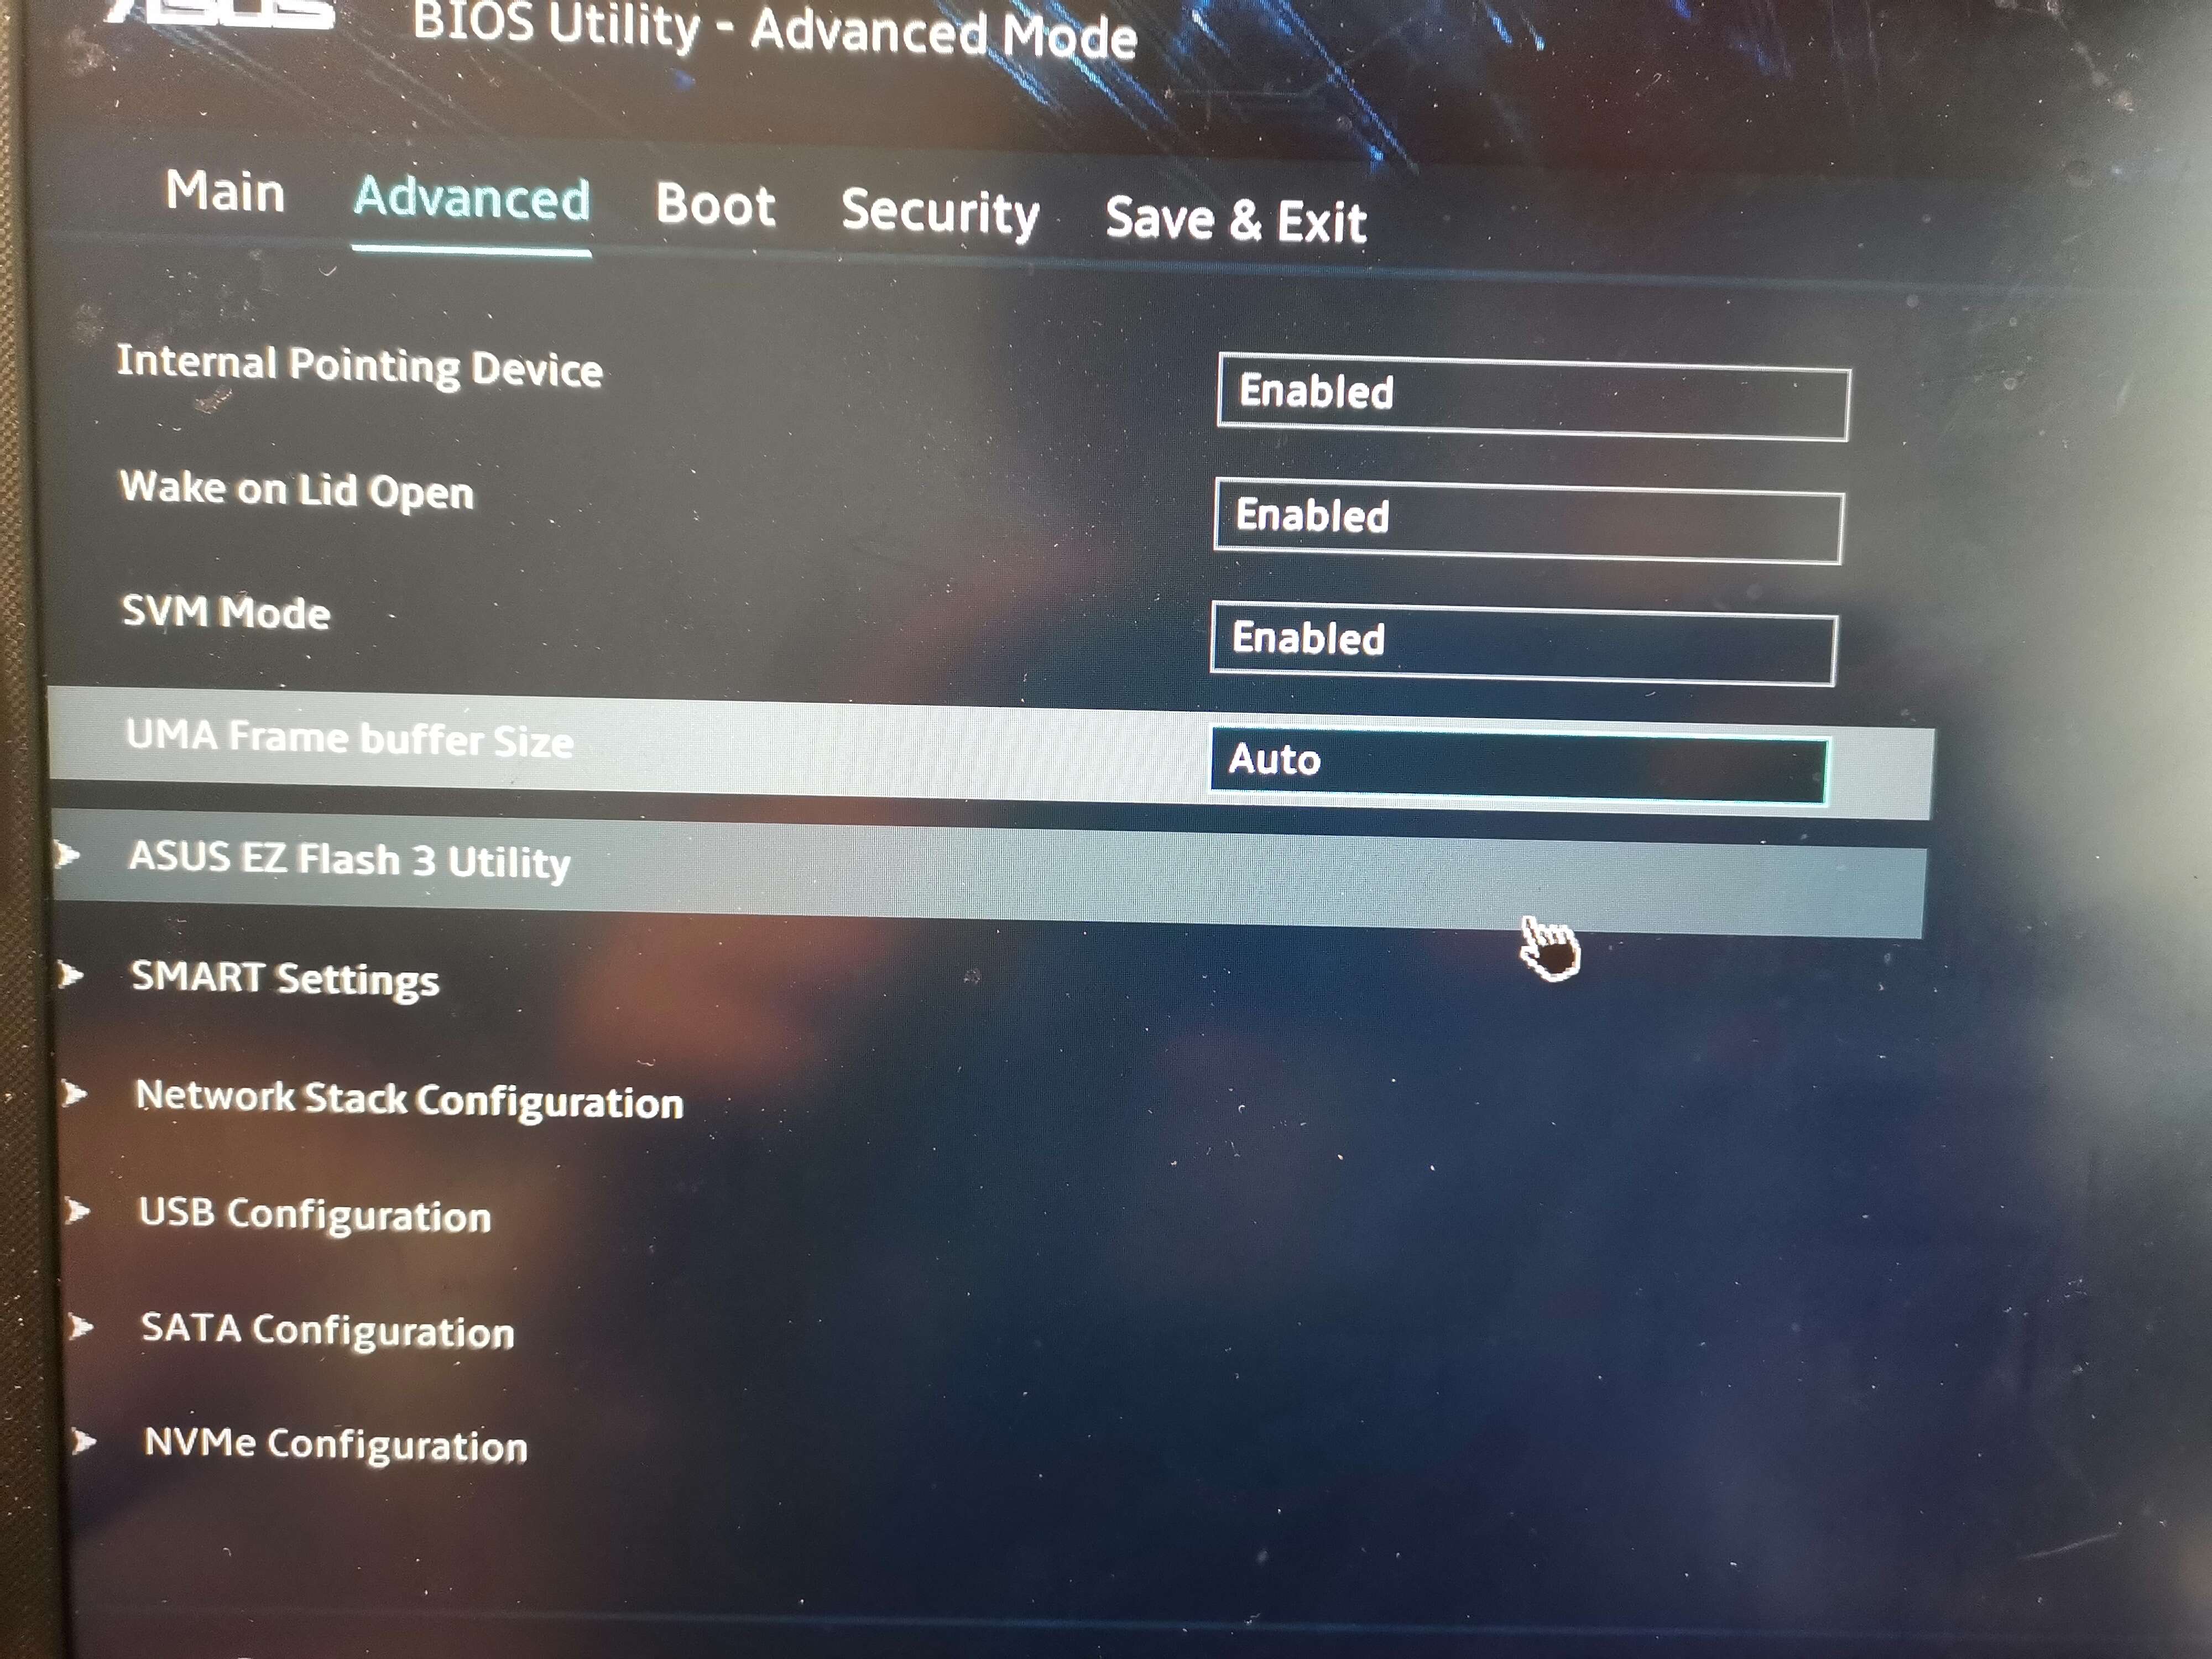 ASUS
BIOS Utility - Advanced Mode
Main Advanced Boot Security Save & Exit
Internal Pointing Device Enabled
Wake on Lid Open Enabled
SVM Mode Enabled
UMA Frame buffer Size Auto
ASUS EZ Flash 3 Utility
SMART Settings
Network Stack Configuration
USB Configuration
SATA Configuration
NVMe Configuration